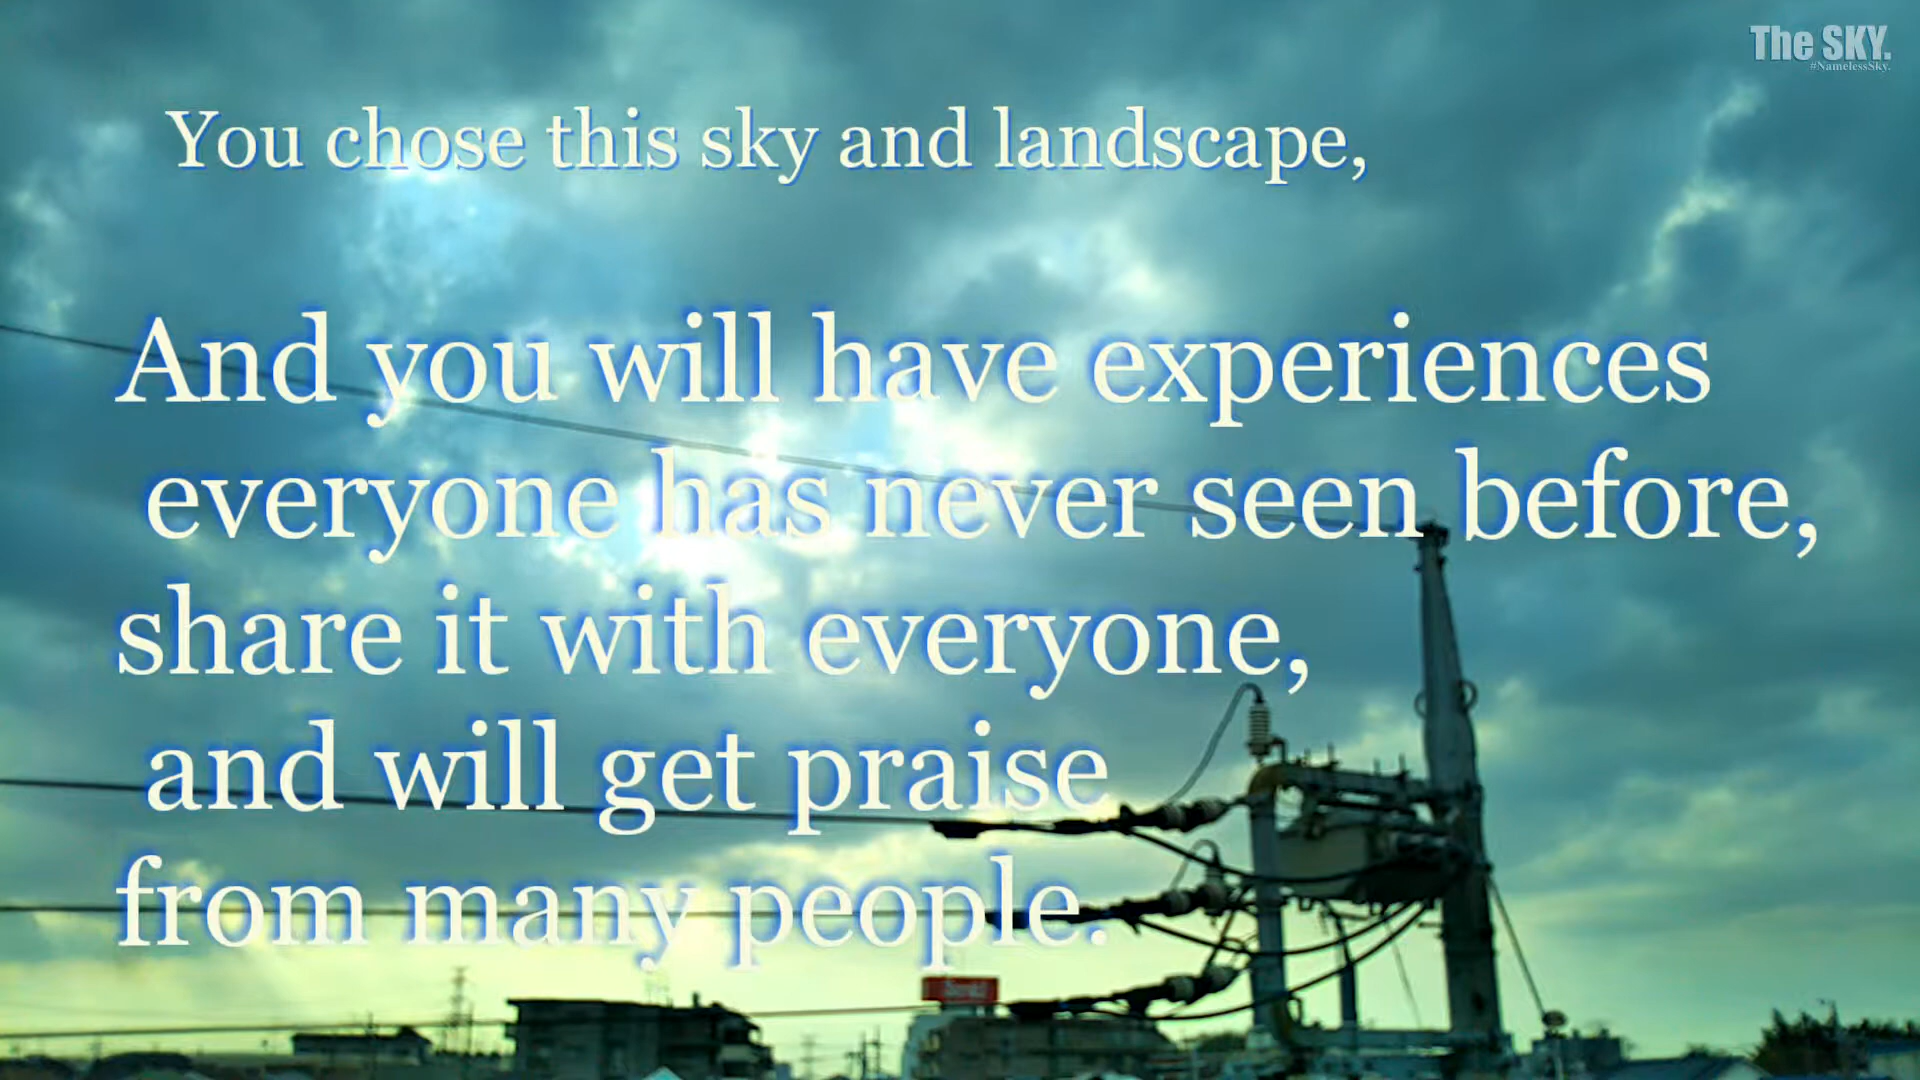 The SKY.
#NamelessSky.
You chose this sky and landscape,
And you will have experiences
everyone has never seen before,
share it with everyone,
and will get praise
from many people.